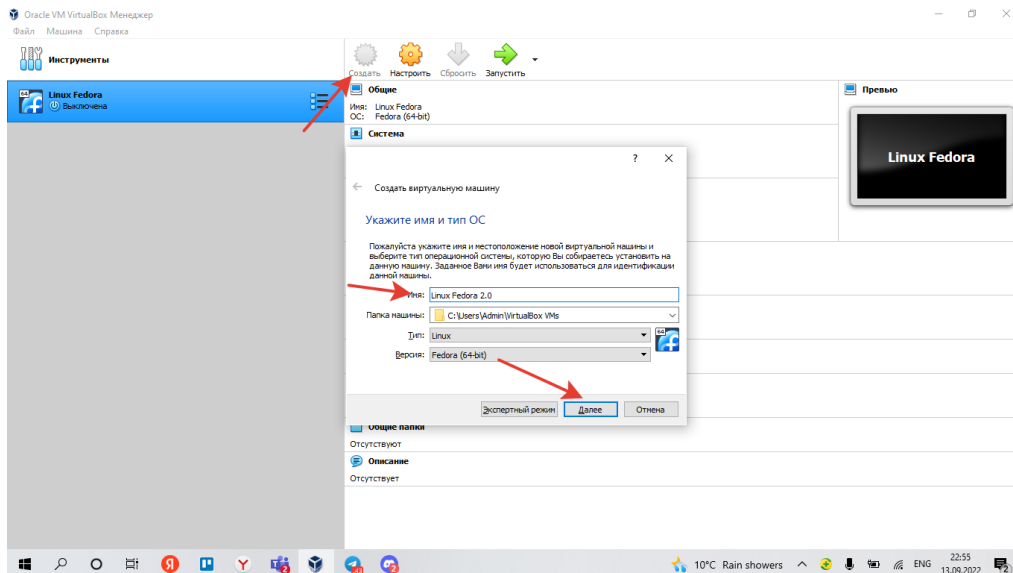 Oracle VM VirtualBox Менеджер
Файл Машина Справка
Инструменты
Создать Настроить Сбросить Запустить
64 Linux Fedora
Выключена
Общие
Имя: Linux Fedora
ОС: Fedora (64-bit)
Система
Превью
Linux Fedora
Создать виртуальную машину
Укажите имя и тип ОС
Пожалуйста укажите имя и местоположение новой виртуальной машины и
выберите тип операционной системы, которую Вы собираетесь установить на
данную машину. Заданное Вами имя будет использоваться для идентификации
данной машины.
Имя: Linux Fedora 2.0
Папка машины: C:\Users\Admin\VirtualBox VMs
Тип: Linux
64
Версия: Fedora (64-bit)
Экспертный режим Далее Отмена
Общие папки
Отсутствуют
Описание
Отсутствует
10°C Rain showers ENG 22:55
13.09.2022